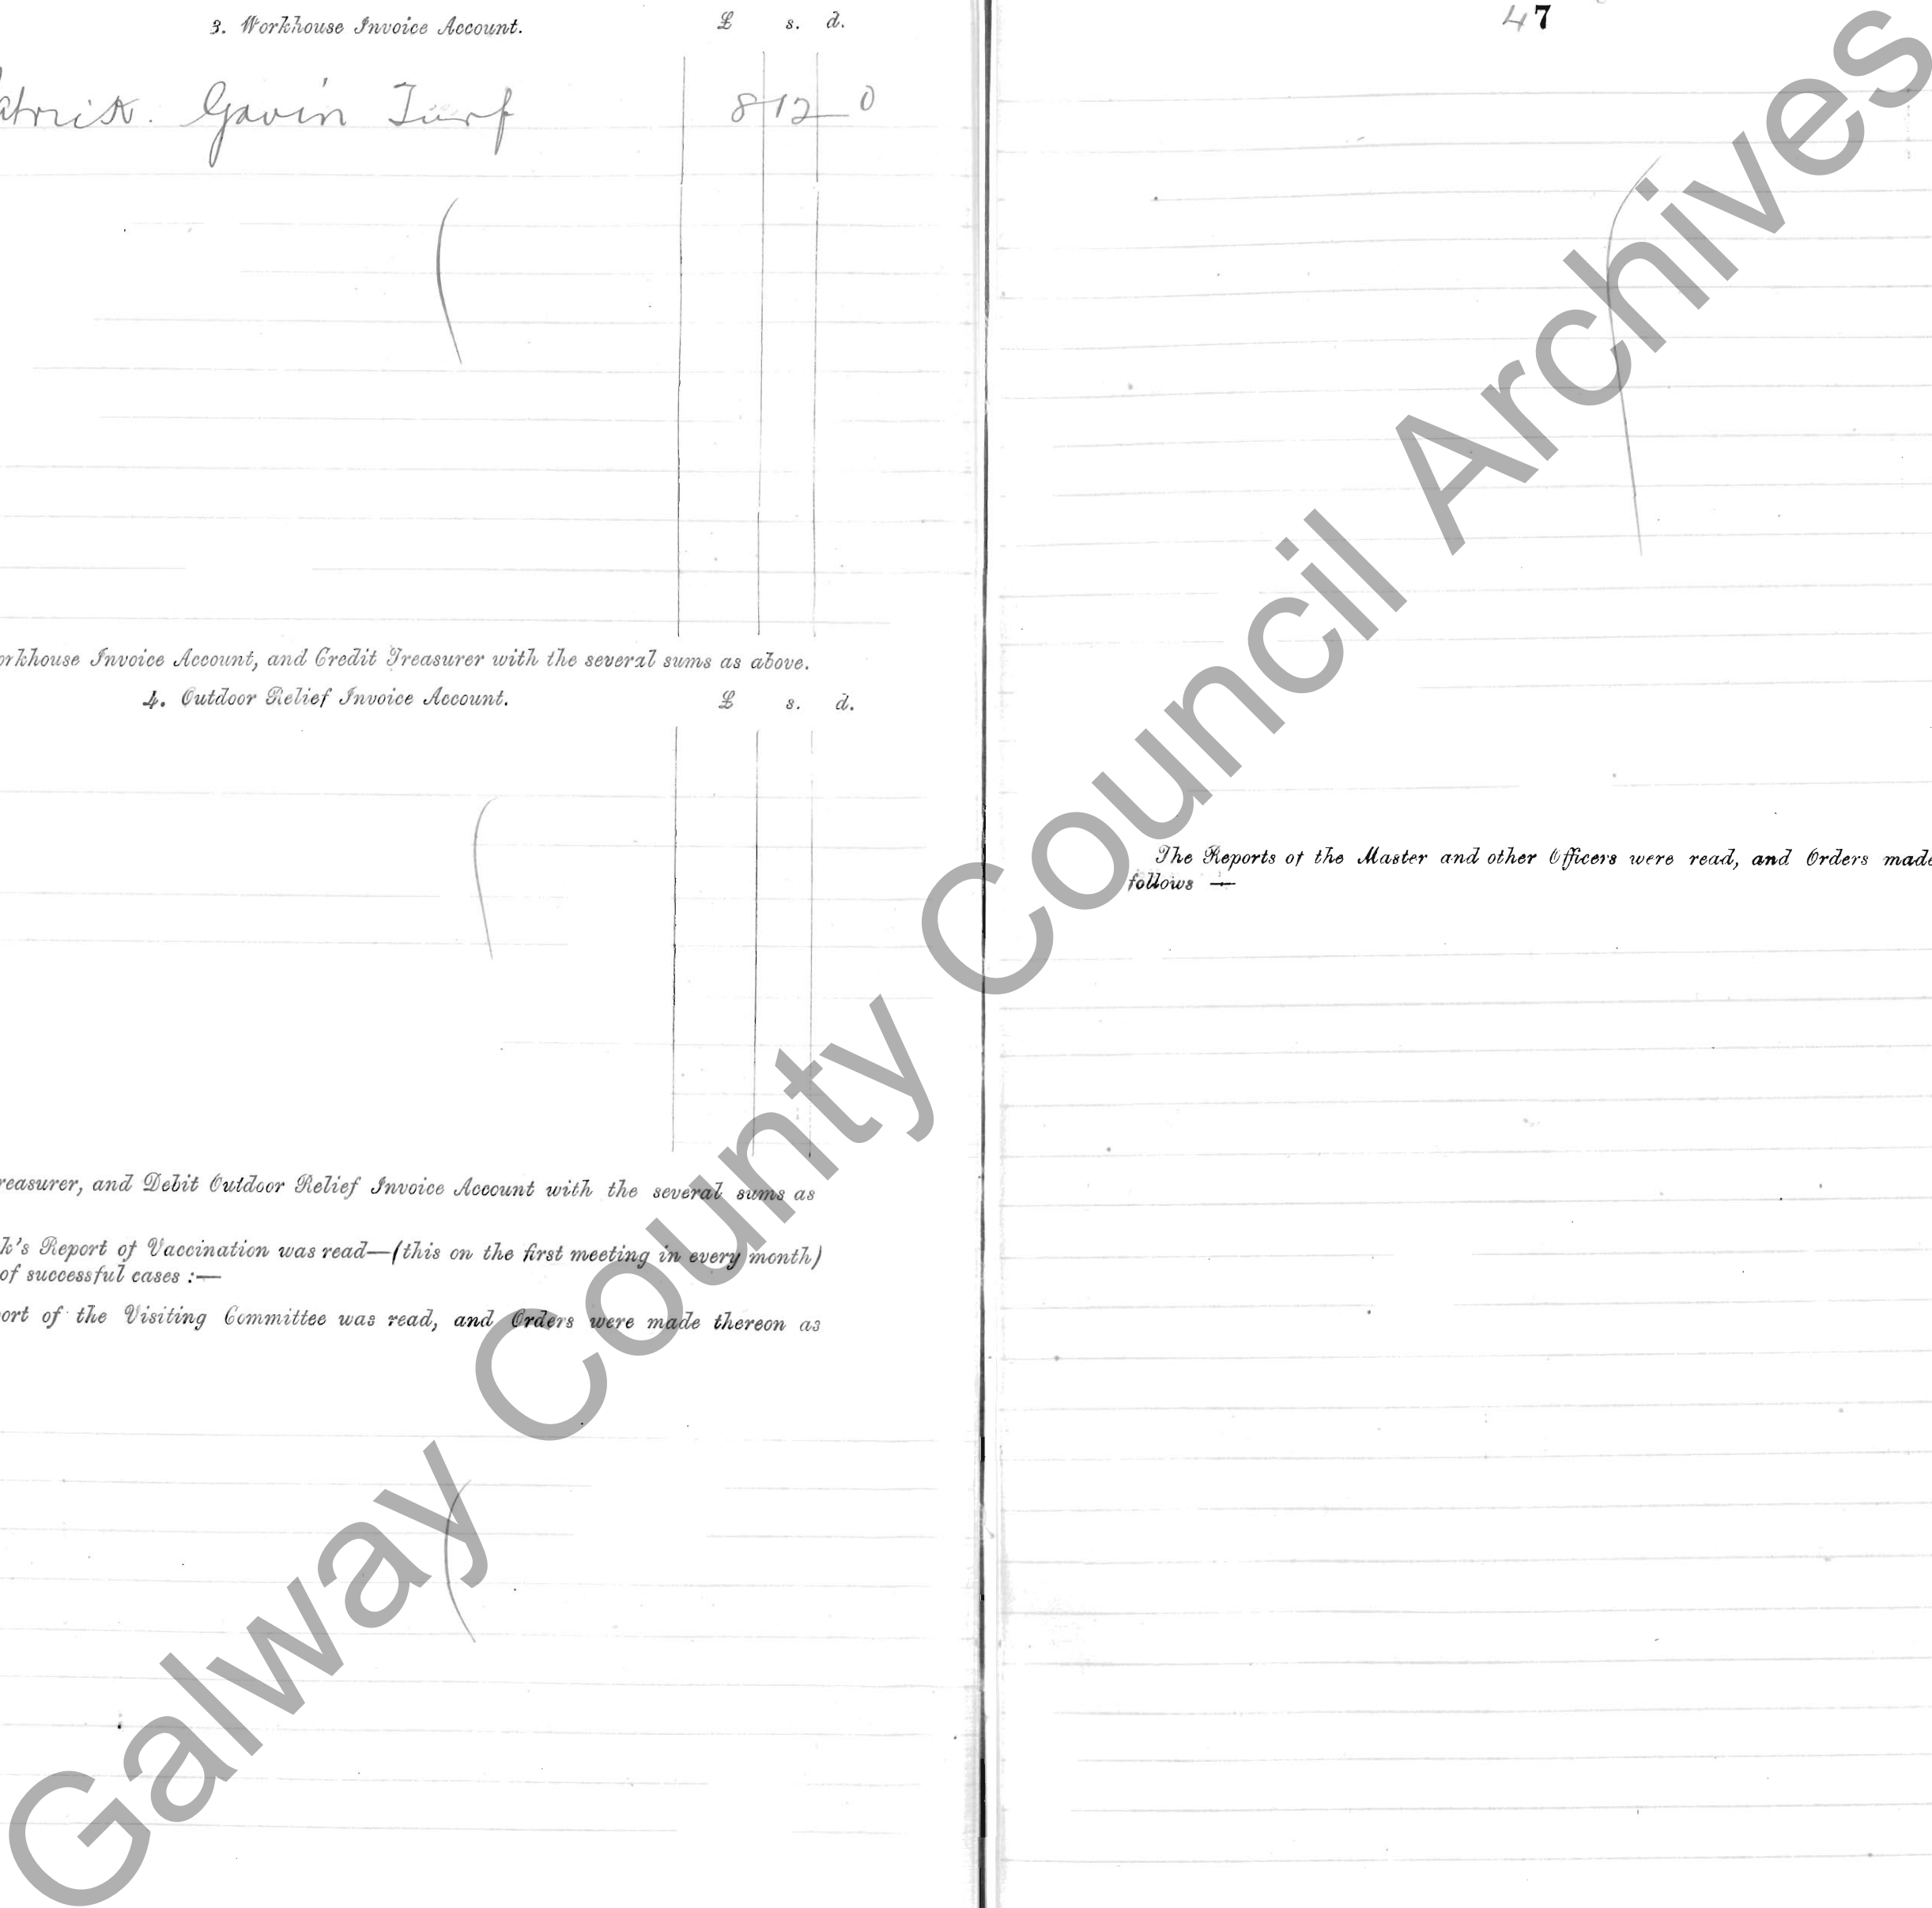 3. Workhouse Invoice Account. £ s. d.
atrick. Gavin Turf 8 12 0
orkhouse Invoice Account, and Credit Treasurer with the several sums as above.
4. Outdoor Relief Invoice Account. £ s. d.
reasurer, and Debit Outdoor Relief Invoice Account with the several sums as
k's Report of Vaccination was read—(this on the first meeting in every month)
of successful cases :—
ort of the Visiting Committee was read, and Orders were made thereon as
47
The Reports of the Master and other Officers were read, and Orders made
follows —
Galway County Council Archives